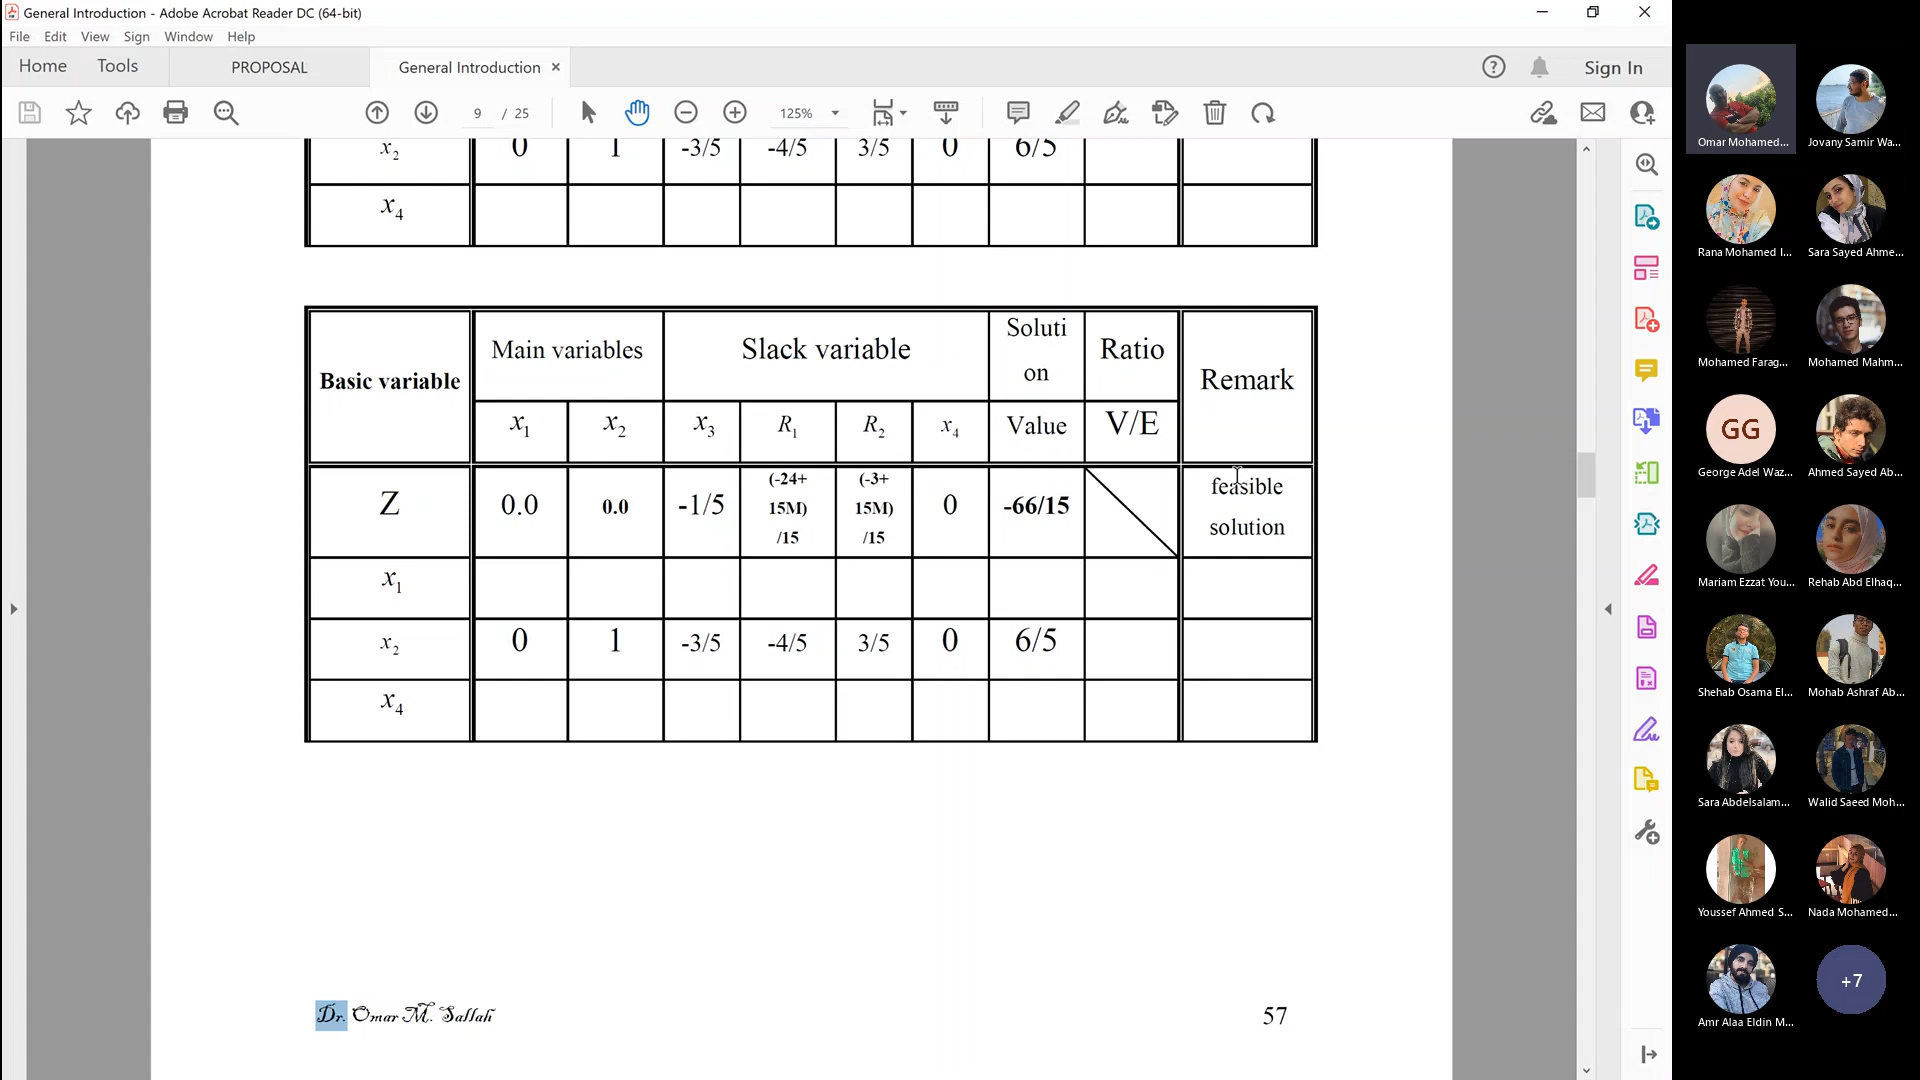 General Introduction - Adobe Acrobat Reader DC (64-bit)
File Edit View Sign Window Help
Home Tools PROPOSAL General Introduction × Sign In
9 / 25 125%
x2 0 1 -3/5 -4/5 3/5 0 6/5
x4
Basic variable Main variables Slack variable Soluti on Ratio Remark
x1 x2 x3 R1 R2 x4 Value V/E
Z 0.0 0.0 -1/5 (-24+ 15M) /15 (-3+ 15M) /15 0 -66/15 feasible solution
x1
x2 0 1 -3/5 -4/5 3/5 0 6/5
x4
Dr. Omar M. Sallah 57
Omar Mohamed... Jovany Samir Wa...
Rana Mohamed I... Sara Sayed Ahme...
Mohamed Farag... Mohamed Mahm...
GG
George Adel Waz... Ahmed Sayed Ab...
Mariam Ezzat You... Rehab Abd Elhaq...
Shehab Osama El... Mohab Ashraf Ab...
Sara Abdelsalam... Walid Saeed Moh...
Youssef Ahmed S... Nada Mohamed...
+7
Amr Alaa Eldin M...